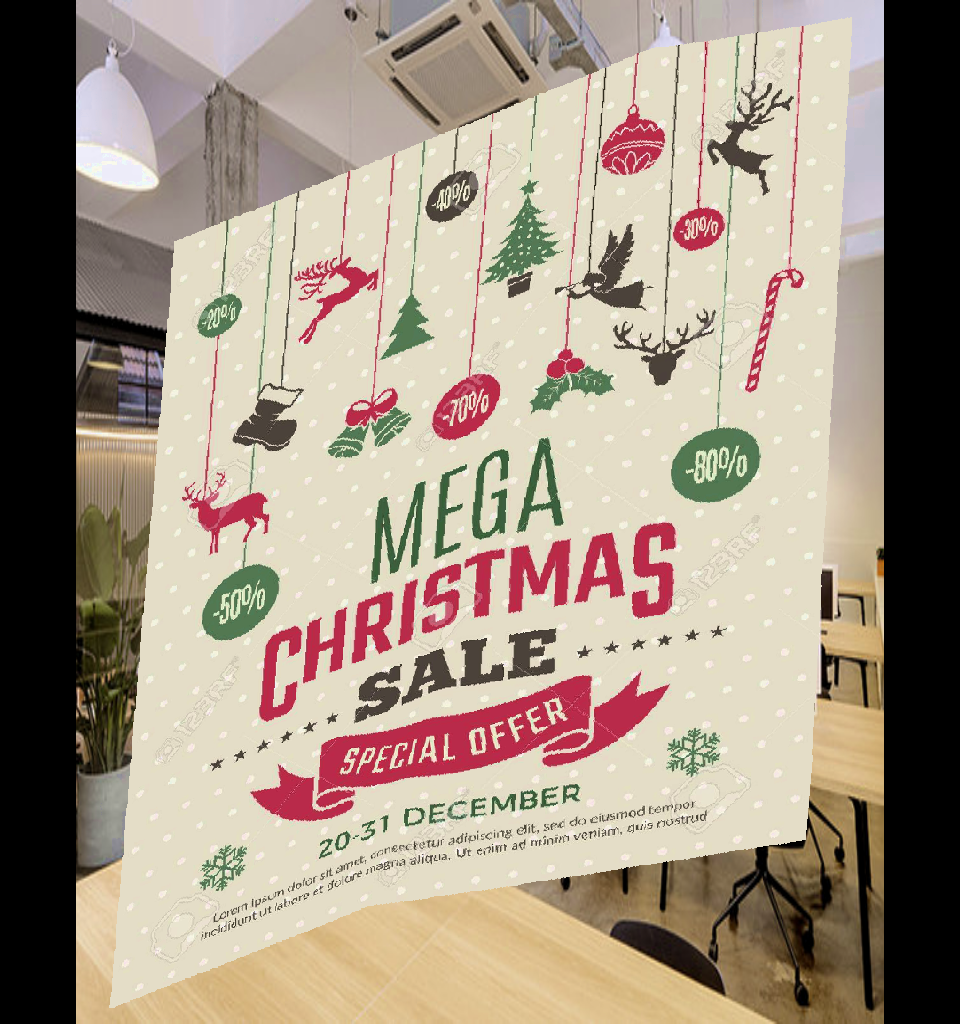 -40%
-30%
-20%
-70%
-80%
-50%
MEGA
CHRISTMAS
SALE
SPECIAL OFFER
20-31 DECEMBER
Lorem ipsum dolor sit amet, consectetur adipiscing elit, sed do eiusmod tempor
incididunt ut labore et dolore magna aliqua. Ut enim ad minim veniam, quis nostrud
123RF